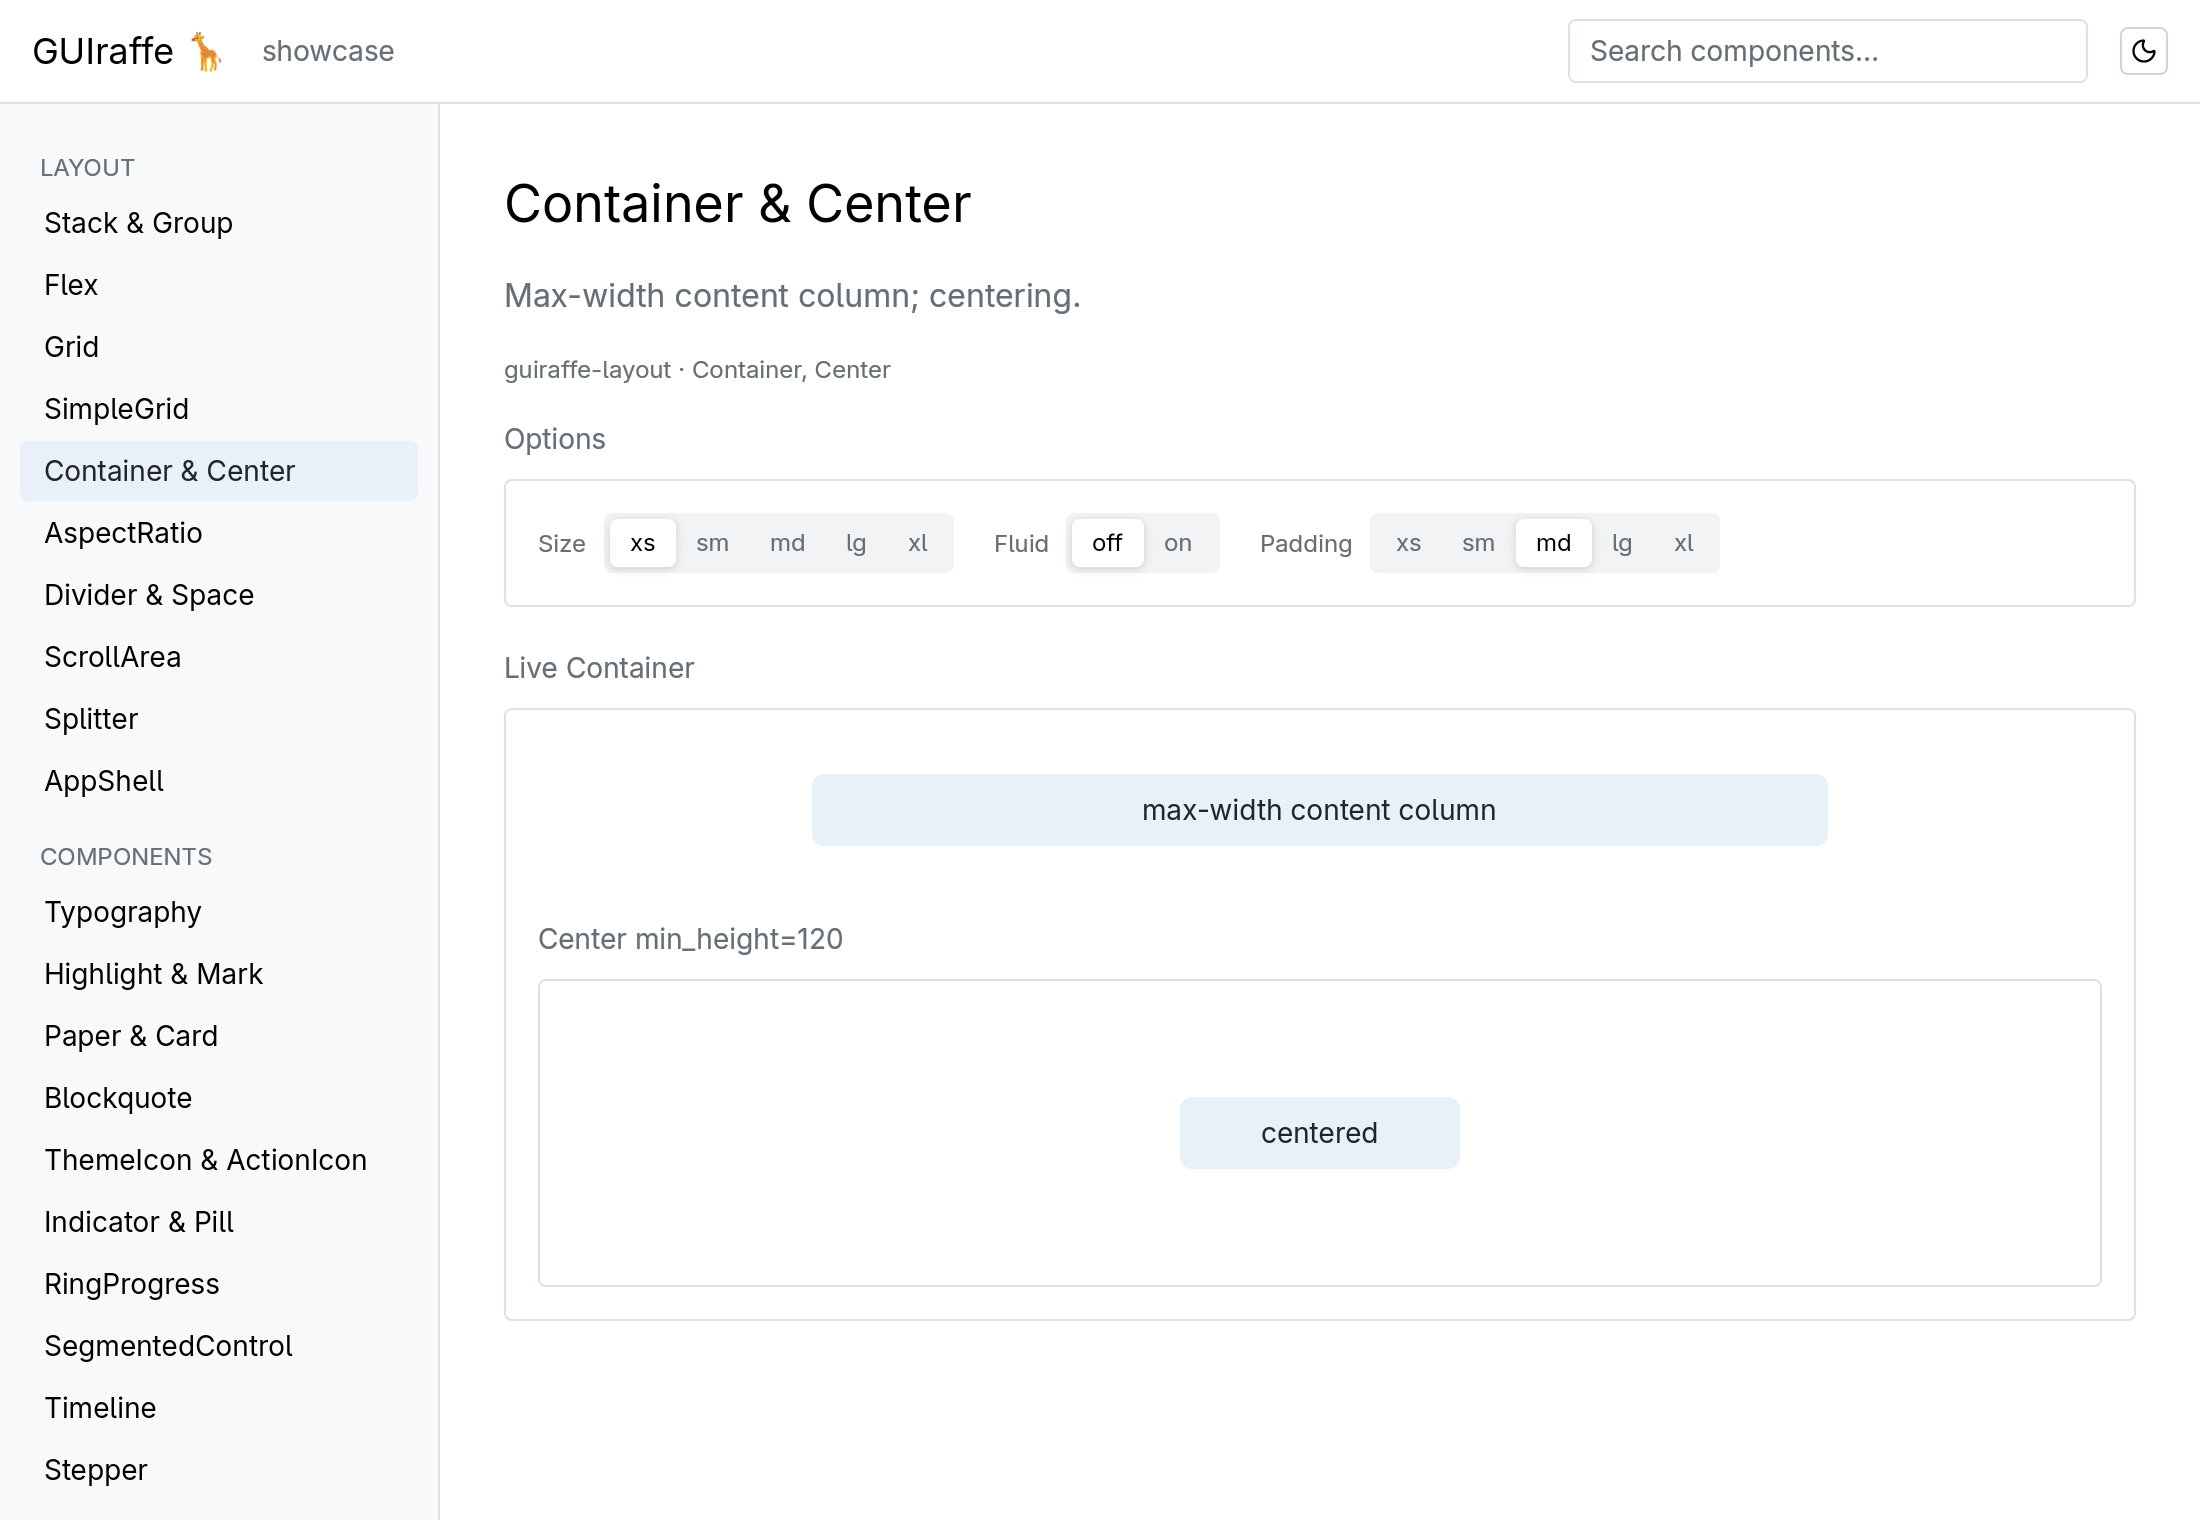 GUIraffe 🦒 showcase Search components...
LAYOUT
Stack & Group
Flex
Grid
SimpleGrid
Container & Center
AspectRatio
Divider & Space
ScrollArea
Splitter
AppShell
COMPONENTS
Typography
Highlight & Mark
Paper & Card
Blockquote
ThemeIcon & ActionIcon
Indicator & Pill
RingProgress
SegmentedControl
Timeline
Stepper
Container & Center
Max-width content column; centering.
guiraffe-layout · Container, Center
Options
Size xs sm md lg xl Fluid off on Padding xs sm md lg xl
Live Container
max-width content column
Center min_height=120
centered